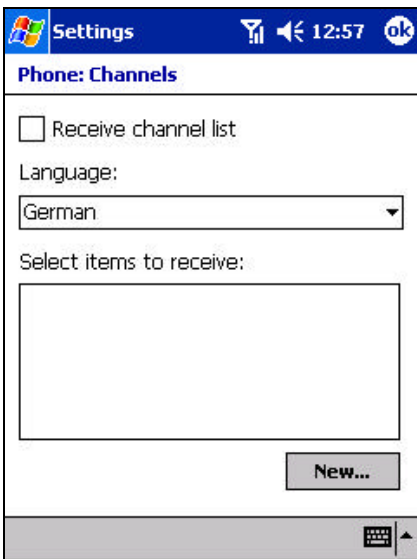 Settings 12:57 ok
Phone: Channels
Receive channel list
Language:
German
Select items to receive:
New...